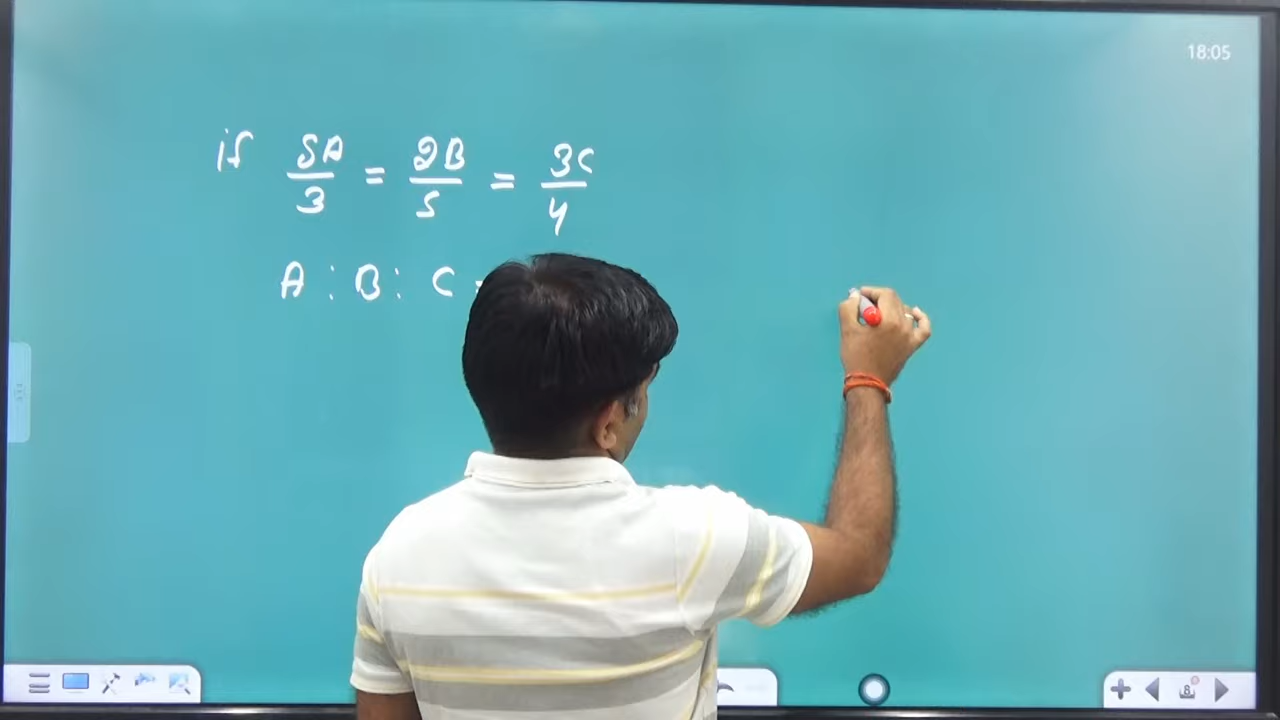 18:05
if 5A/3 = 2B/5 = 3C/4
A : B : C